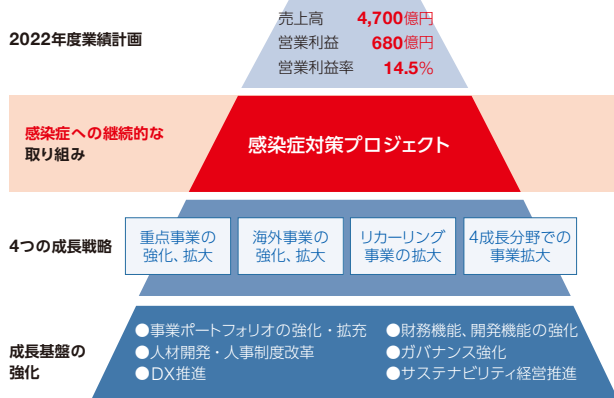 2022年度業績計画
売上高 4,700億円
営業利益 680億円
営業利益率 14.5%
感染症への継続的な
取り組み
感染症対策プロジェクト
4つの成長戦略
重点事業の
強化、拡大
海外事業の
強化、拡大
リカーリング
事業の拡大
4成長分野での
事業拡大
成長基盤の
強化
●事業ポートフォリオの強化・拡充
●人材開発・人事制度改革
●DX推進
●財務機能、開発機能の強化
●ガバナンス強化
●サステナビリティ経営推進